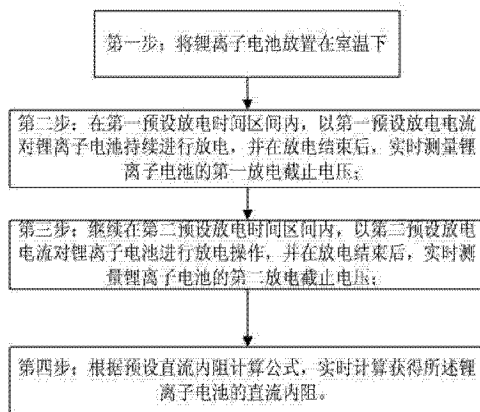 第一步：将锂离子电池放置在室温下
第二步：在第一预设放电时间区间内，以第一预设放电电流
对锂离子电池持续进行放电，并在放电结束后，实时测量锂
离子电池的第一放电截止电压；
第三步：继续在第二预设放电时间区间内，以第二预设放电
电流对锂离子电池进行放电操作，并在放电结束后，实时测
量锂离子电池的第二放电截止电压；
第四步：根据预设直流内阻计算公式，实时计算获得所述锂
离子电池的直流内阻。